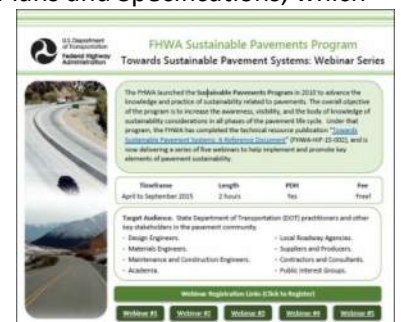 Plans and Specifications, which
U.S. Department
of Transportation
Federal Highway
Administration
FHWA Sustainable Pavements Program
Towards Sustainable Pavement Systems: Webinar Series
The FHWA launched the Sustainable Pavements Program in 2010 to advance the
knowledge and practice of sustainability related to pavements. The overall objective
of the program is to increase the awareness, visibility, and the body of knowledge of
sustainability considerations in all phases of the pavement life cycle. Under that
program, the FHWA has completed the technical resource publication "Towards
Sustainable Pavement Systems: A Reference Document" (FHWA-HIF-15-002), and is
now delivering a series of five webinars to help implement and promote key
elements of pavement sustainability.
Timeframe Length PDH Fee
April to September 2015 2 hours Yes Free!
Target Audience. State Department of Transportation (DOT) practitioners and other
key stakeholders in the pavement community.
- Design Engineers. - Local Roadway Agencies.
- Materials Engineers. - Suppliers and Producers.
- Maintenance and Construction Engineers. - Contractors and Consultants.
- Academia. - Public Interest Groups.
Webinar Registration Links (Click to Register)
Webinar #1 Webinar #2 Webinar #3 Webinar #4 Webinar #5